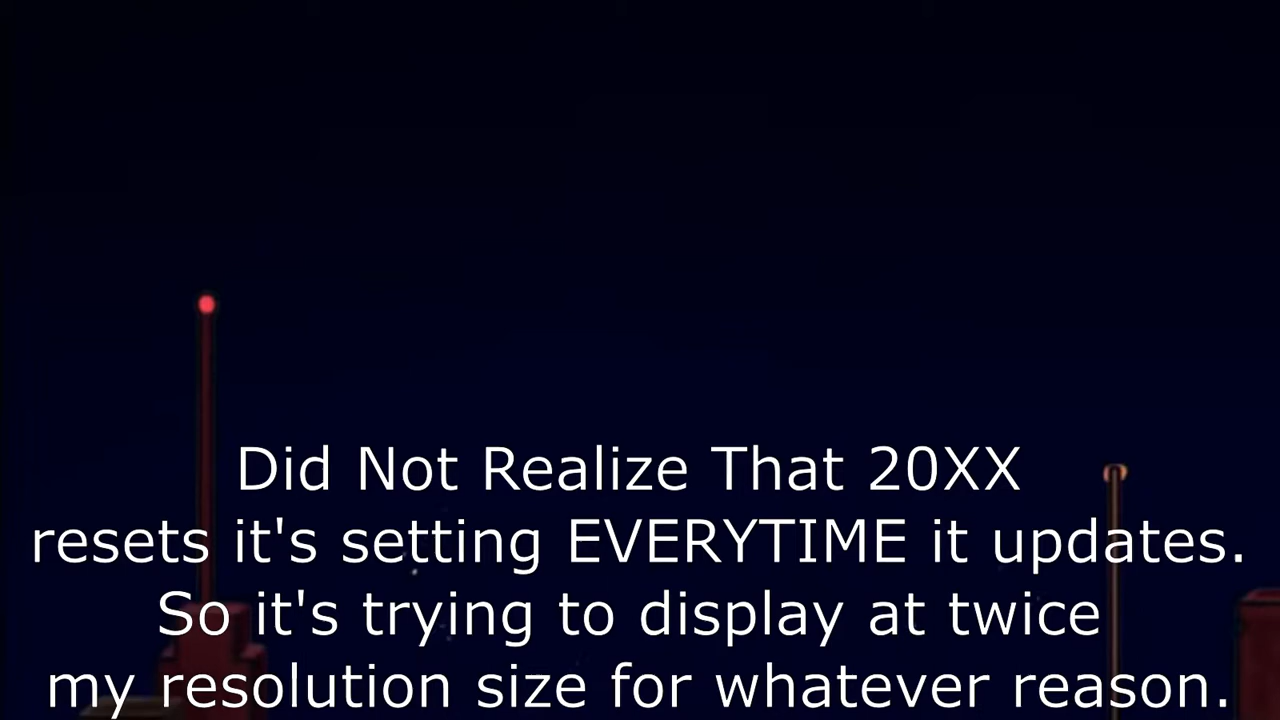 Did Not Realize That 20XX
resets it's setting EVERYTIME it updates.
So it's trying to display at twice
my resolution size for whatever reason.